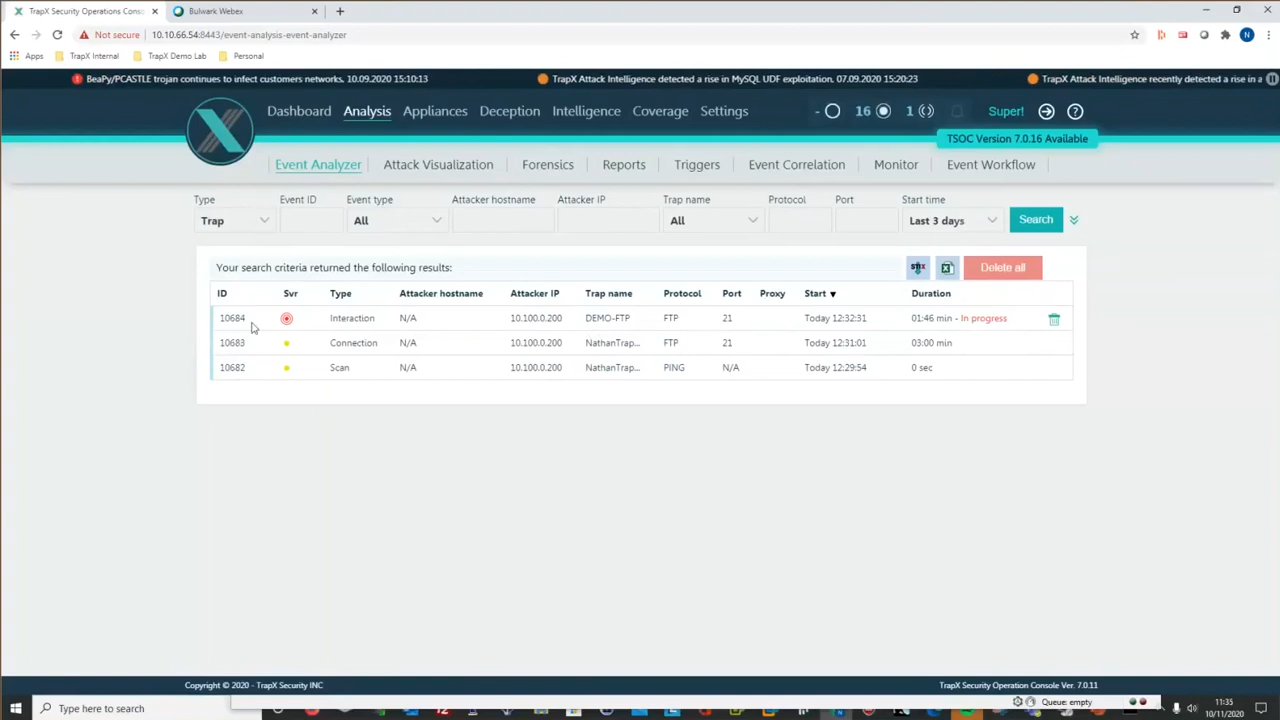 TrapX Security Operations Conso
Bulwark Webex
Not secure 10.10.66.54:8443/event-analysis-event-analyzer
N
Apps TrapX Internal TrapX Demo Lab Personal
BeaPy/PCASTLE trojan continues to infect customers networks, 10.09.2020 15:10:13 TrapX Attack Intelligence detected a rise in MySQL UDF exploitation, 07.09.2020 15:20:23 TrapX Attack Intelligence recently detected a rise in a
Dashboard Analysis Appliances Deception Intelligence Coverage Settings - 16 1 Super!
TSOC Version 7.0.16 Available
Event Analyzer Attack Visualization Forensics Reports Triggers Event Correlation Monitor Event Workflow
Type Event ID Event type Attacker hostname Attacker IP Trap name Protocol Port Start time
Trap All All Last 3 days Search
Your search criteria returned the following results: STIX Delete all
ID Svr Type Attacker hostname Attacker IP Trap name Protocol Port Proxy Start Duration
10684 Interaction N/A 10.100.0.200 DEMO-FTP FTP 21 Today 12:32:31 01:46 min - In progress
10683 Connection N/A 10.100.0.200 NathanTrap... FTP 21 Today 12:31:01 03:00 min
10682 Scan N/A 10.100.0.200 NathanTrap... PING N/A Today 12:29:54 0 sec
Copyright © 2020 - TrapX Security INC TrapX Security Operation Console Ver. 7.0.11
Type here to search
Queue: empty
11:35
10/11/2020